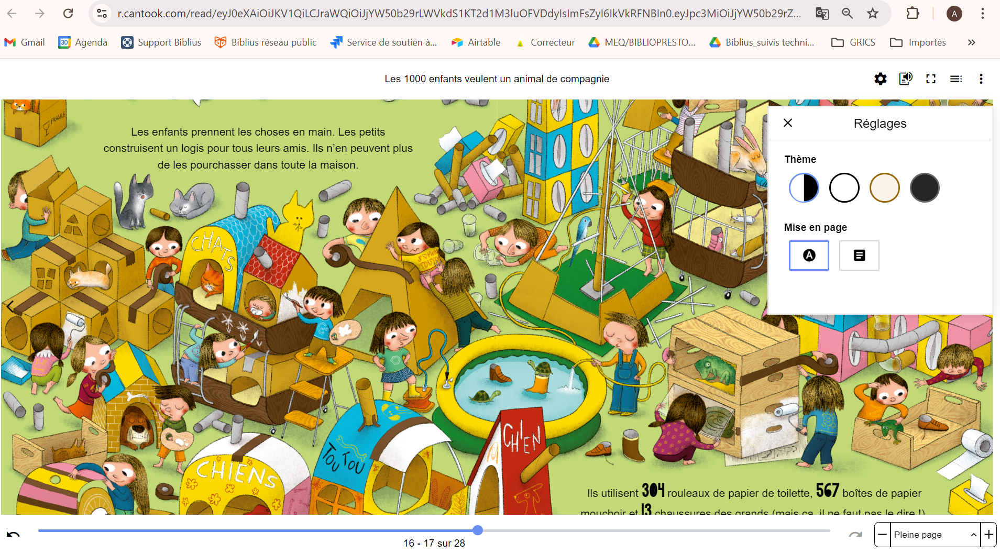 r.cantook.com/read/eyJ0eXAiOiJKV1QiLCJraWQiOiJjYW50b29rLWVkdS1KT2d1M3luOFVDdyIsImFsZyI6IkVkRFNBIn0.eyJpc3MiOiJjYW50b29rZ...
A
Gmail
30 Agenda
Support Biblius
Biblius réseau public
Service de soutien à...
Airtable
Correcteur
MEQ/BIBLIOPRESTO...
Biblius_suivis techni...
GRICS
Importés
Les 1000 enfants veulent un animal de compagnie
FRAGILE
Les enfants prennent les choses en main. Les petits
construisent un logis pour tous leurs amis. Ils n’en peuvent plus
de les pourchasser dans toute la maison.
Réglages
Thème
Mise en page
A
CHATS
CHAT
CHIEN
TOUTOU
CHIENS
Ils utilisent 304 rouleaux de papier de toilette, 567 boîtes de papier
mouchoir et 13 chaussures des grands (mais ça, il ne faut pas le dire !)
16 - 17 sur 28
Pleine page